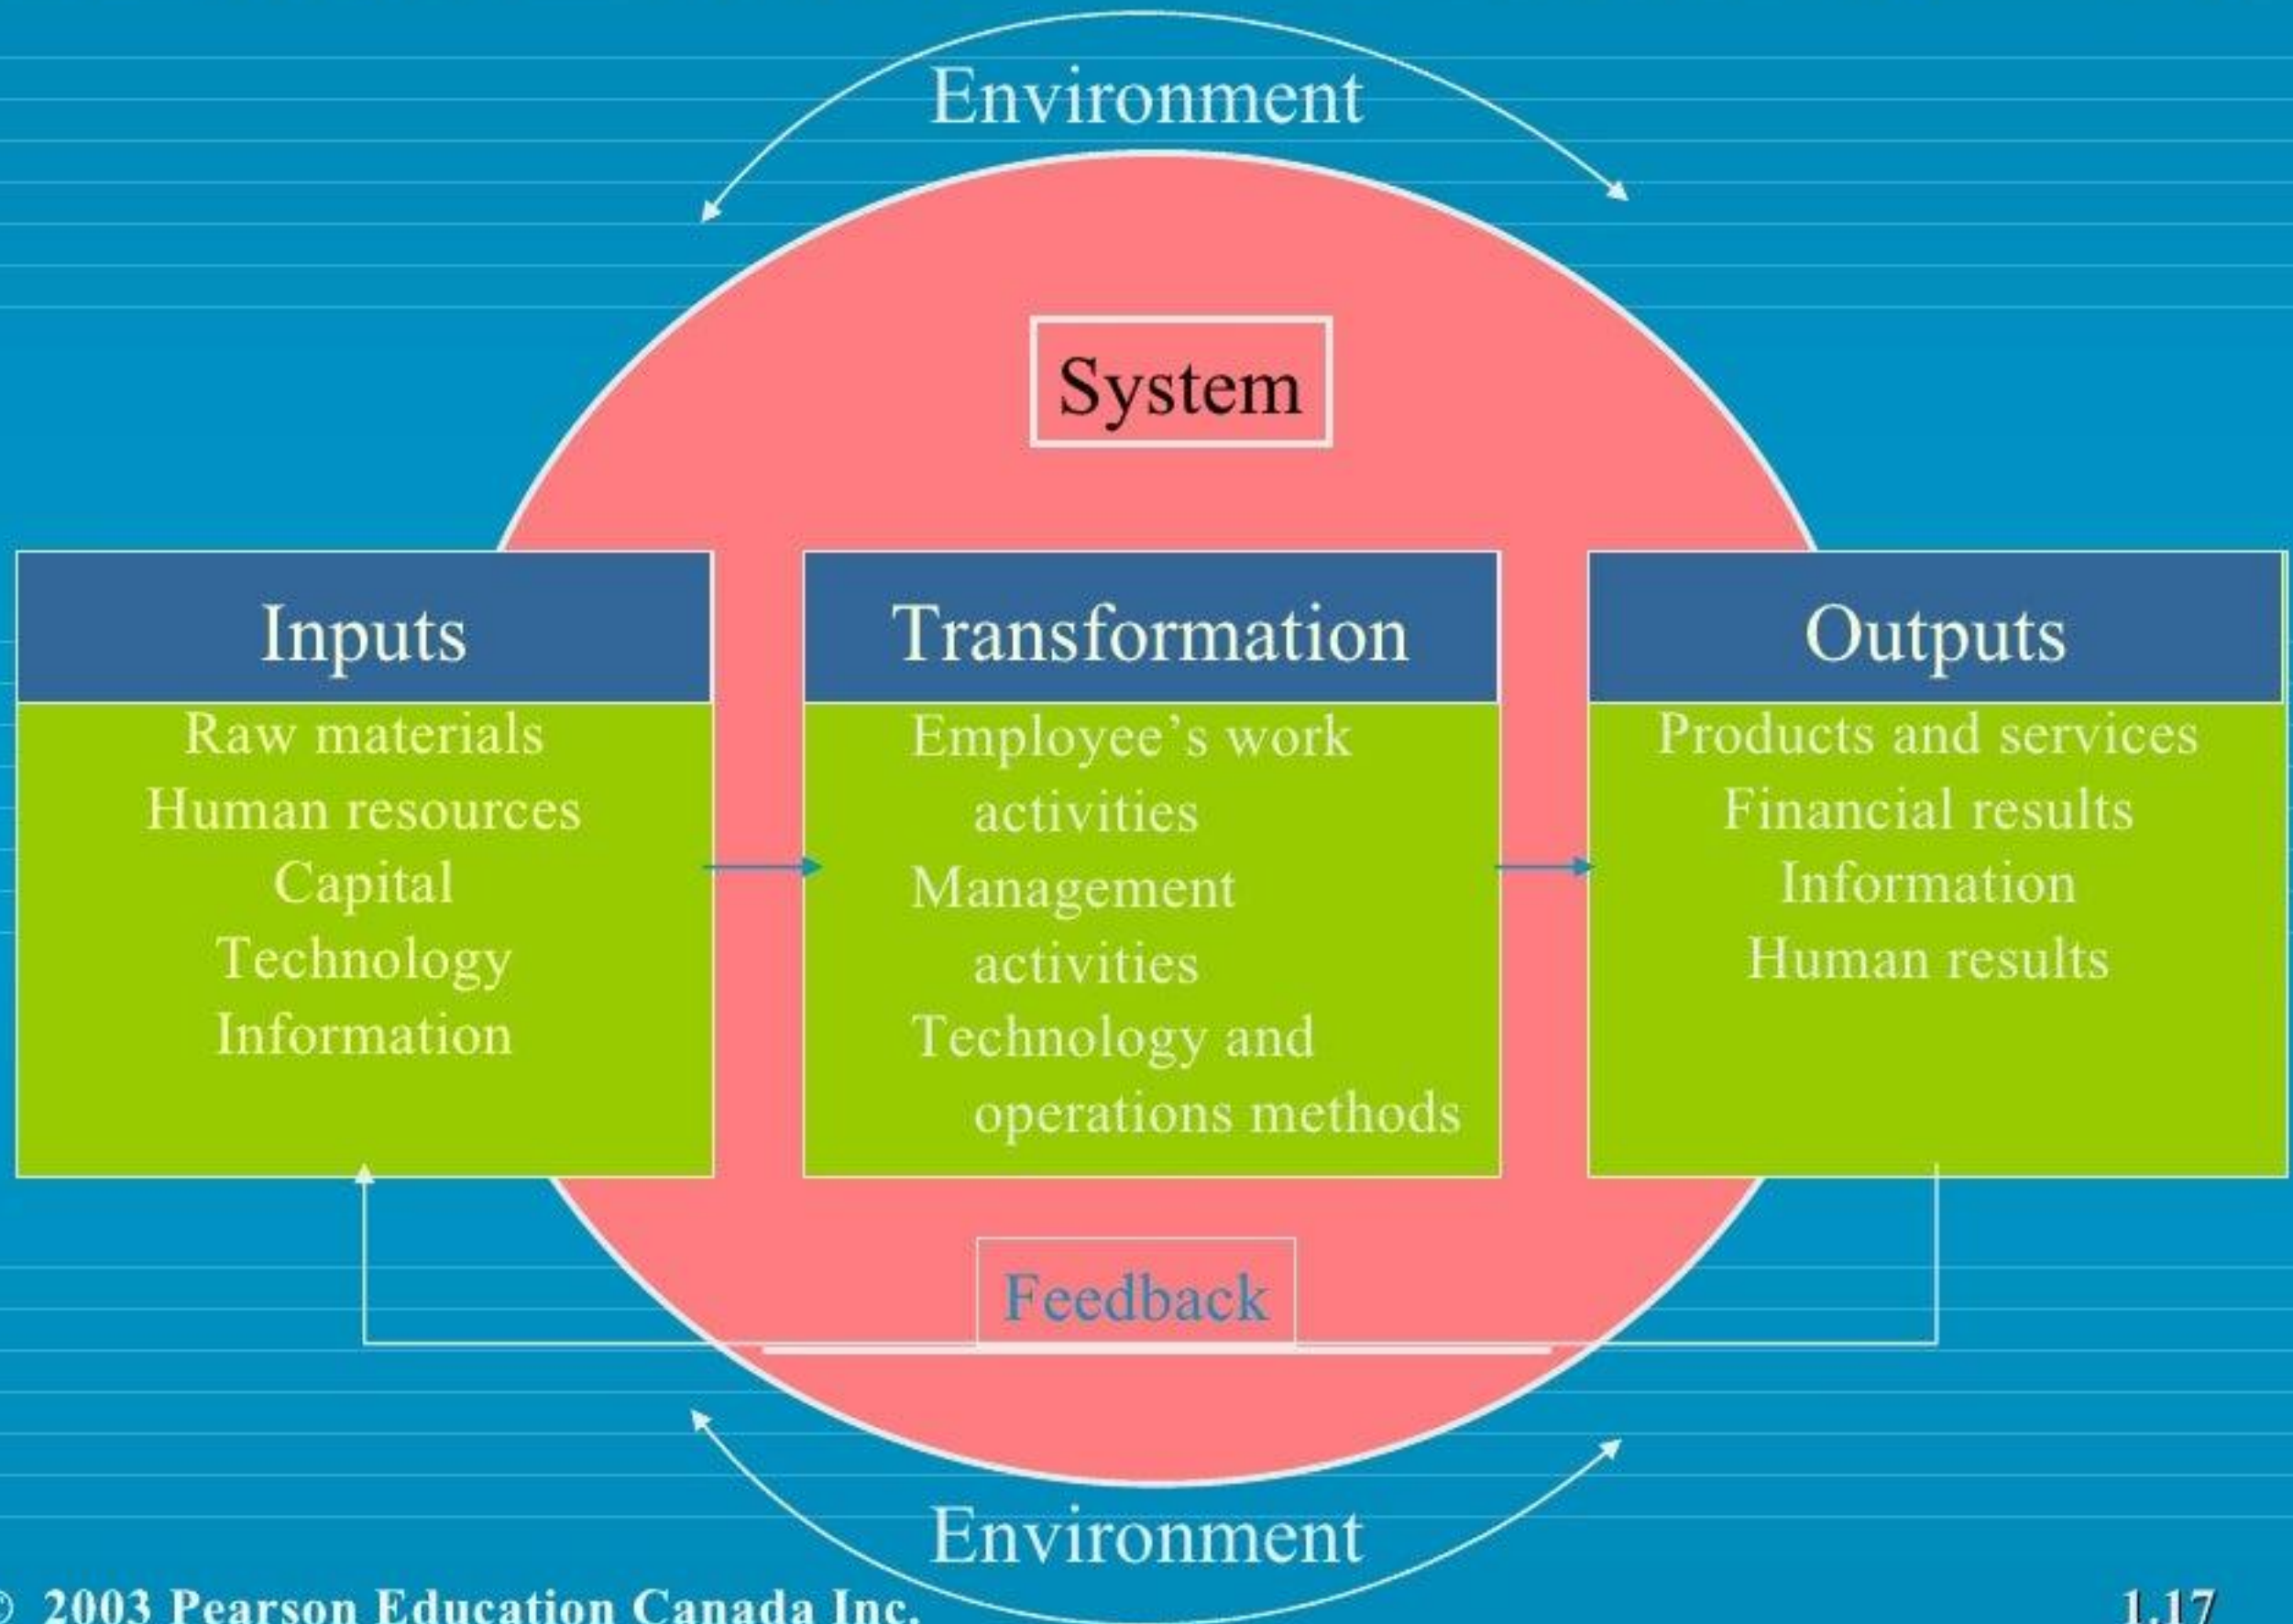 Environment
System
Inputs
Raw materials
Human resources
Capital
Technology
Information
Transformation
Employee’s work
activities
Management
activities
Technology and
operations methods
Outputs
Products and services
Financial results
Information
Human results
Feedback
Environment
© 2003 Pearson Education Canada Inc.
1.17